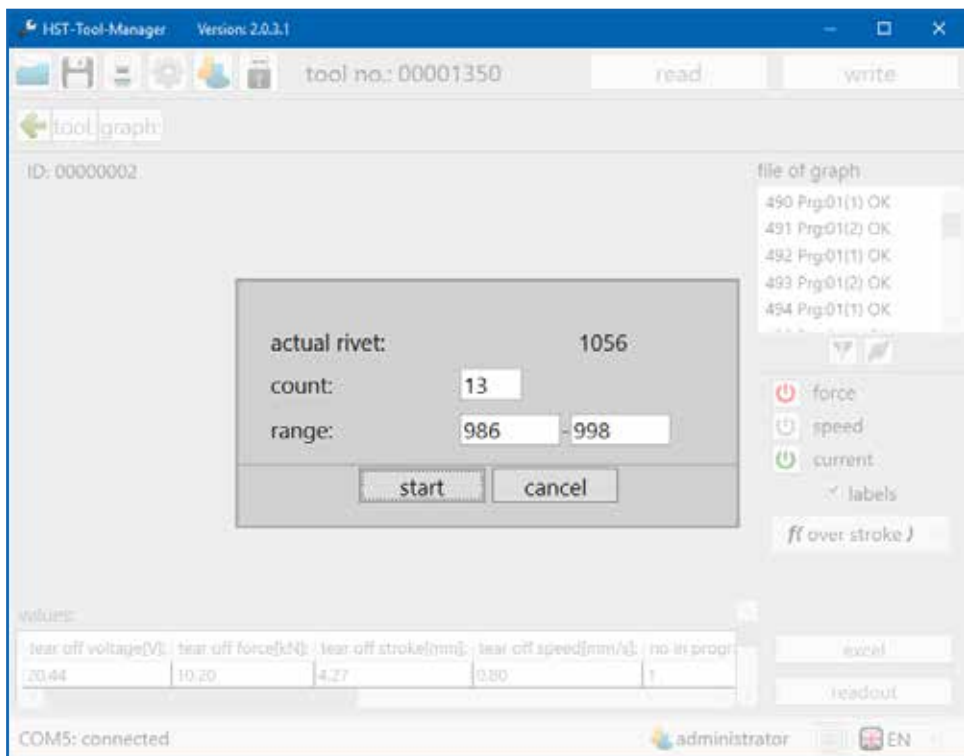 HST-Tool-Manager Version: 2.0.3.1
tool no.: 00001350 read write
tool graph
ID: 00000002
file of graph
490 Prg:01(1) OK
491 Prg:01(2) OK
492 Prg:01(1) OK
493 Prg:01(2) OK
494 Prg:01(1) OK
actual rivet: 1056
count: 13
range: 986 - 998
start cancel
force
speed
current
labels
f( over stroke )
values:
tear off voltage[V]: tear off force[kN]: tear off stroke[mm]: tear off speed[mm/s]: no in progr
20.44 10.20 4.27 0.80 1
excel
readout
COM5: connected administrator EN